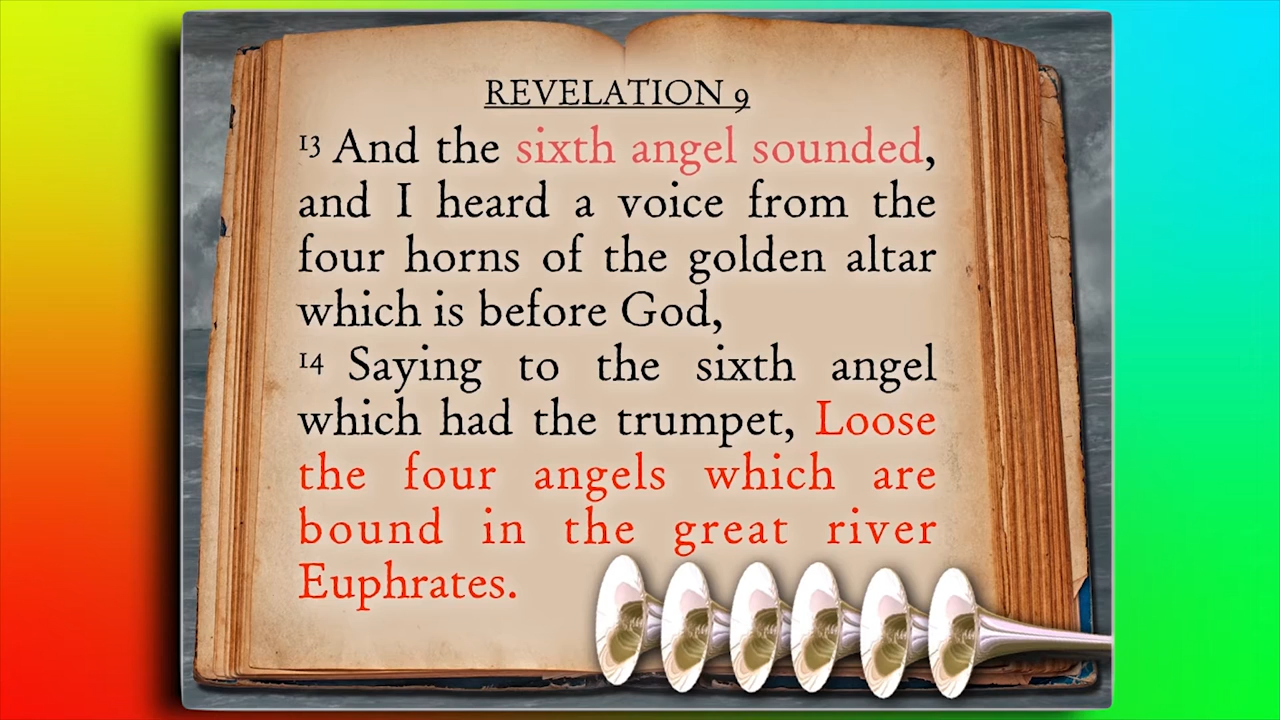 REVELATION 9
13 And the sixth angel sounded,
and I heard a voice from the
four horns of the golden altar
which is before God,
14 Saying to the sixth angel
which had the trumpet, Loose
the four angels which are
bound in the great river
Euphrates.